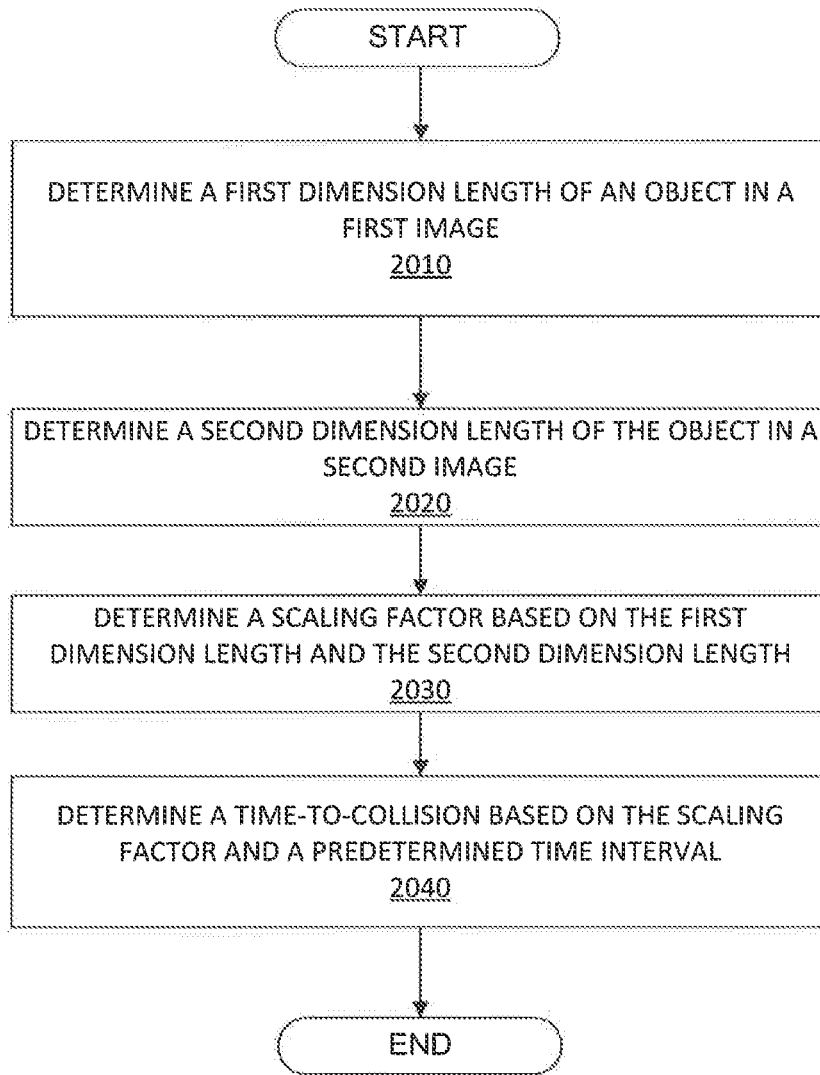 START
DETERMINE A FIRST DIMENSION LENGTH OF AN OBJECT IN A
FIRST IMAGE
2010
DETERMINE A SECOND DIMENSION LENGTH OF THE OBJECT IN A
SECOND IMAGE
2020
DETERMINE A SCALING FACTOR BASED ON THE FIRST
DIMENSION LENGTH AND THE SECOND DIMENSION LENGTH
2030
DETERMINE A TIME-TO-COLLISION BASED ON THE SCALING
FACTOR AND A PREDETERMINED TIME INTERVAL
2040
END